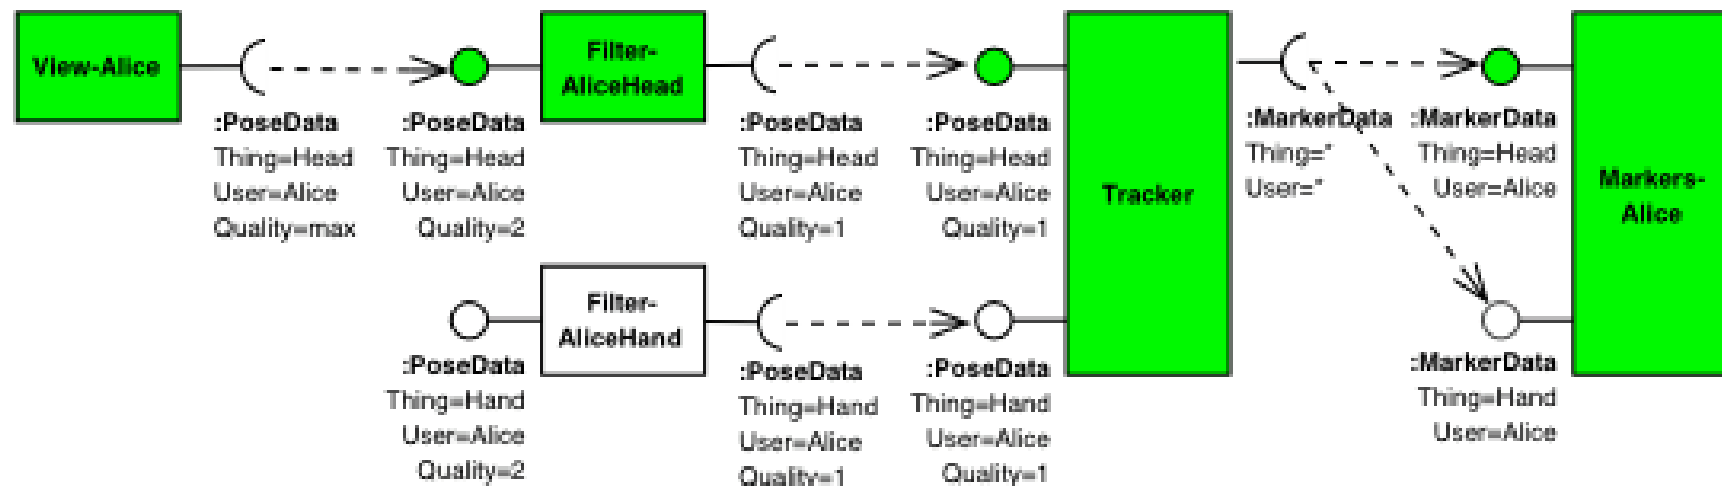 View-Alice
:PoseData
Thing=Head
User=Alice
Quality=max
:PoseData
Thing=Head
User=Alice
Quality=2
Filter-
AliceHead
:PoseData
Thing=Head
User=Alice
Quality=1
:PoseData
Thing=Head
User=Alice
Quality=1
Tracker
:MarkerData
Thing=*
User=*
:MarkerData
Thing=Head
User=Alice
Markers-
Alice
:PoseData
Thing=Hand
User=Alice
Quality=2
Filter-
AliceHand
:PoseData
Thing=Hand
User=Alice
Quality=1
:PoseData
Thing=Hand
User=Alice
Quality=1
:MarkerData
Thing=Hand
User=Alice